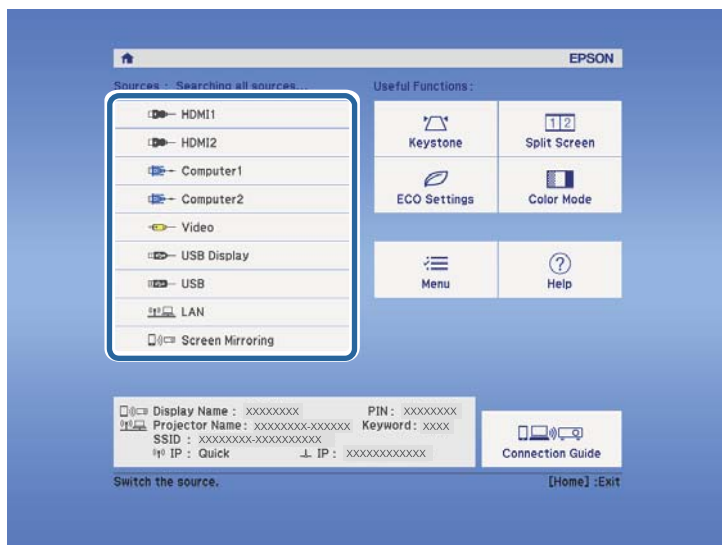 EPSON
Sources : Searching all sources...
HDMI1
HDMI2
Computer1
Computer2
Video
USB Display
USB
LAN
Screen Mirroring
Useful Functions :
Keystone
1 2
Split Screen
ECO Settings
Color Mode
Menu
?
Help
Display Name : XXXXXXXX PIN : XXXXXXXX
Projector Name : XXXXXXXX-XXXXXX Keyword : XXXX
SSID : XXXXXXXX-XXXXXXXXXX
IP : Quick IP : XXXXXXXXXXXX
Connection Guide
Switch the source. [Home] :Exit